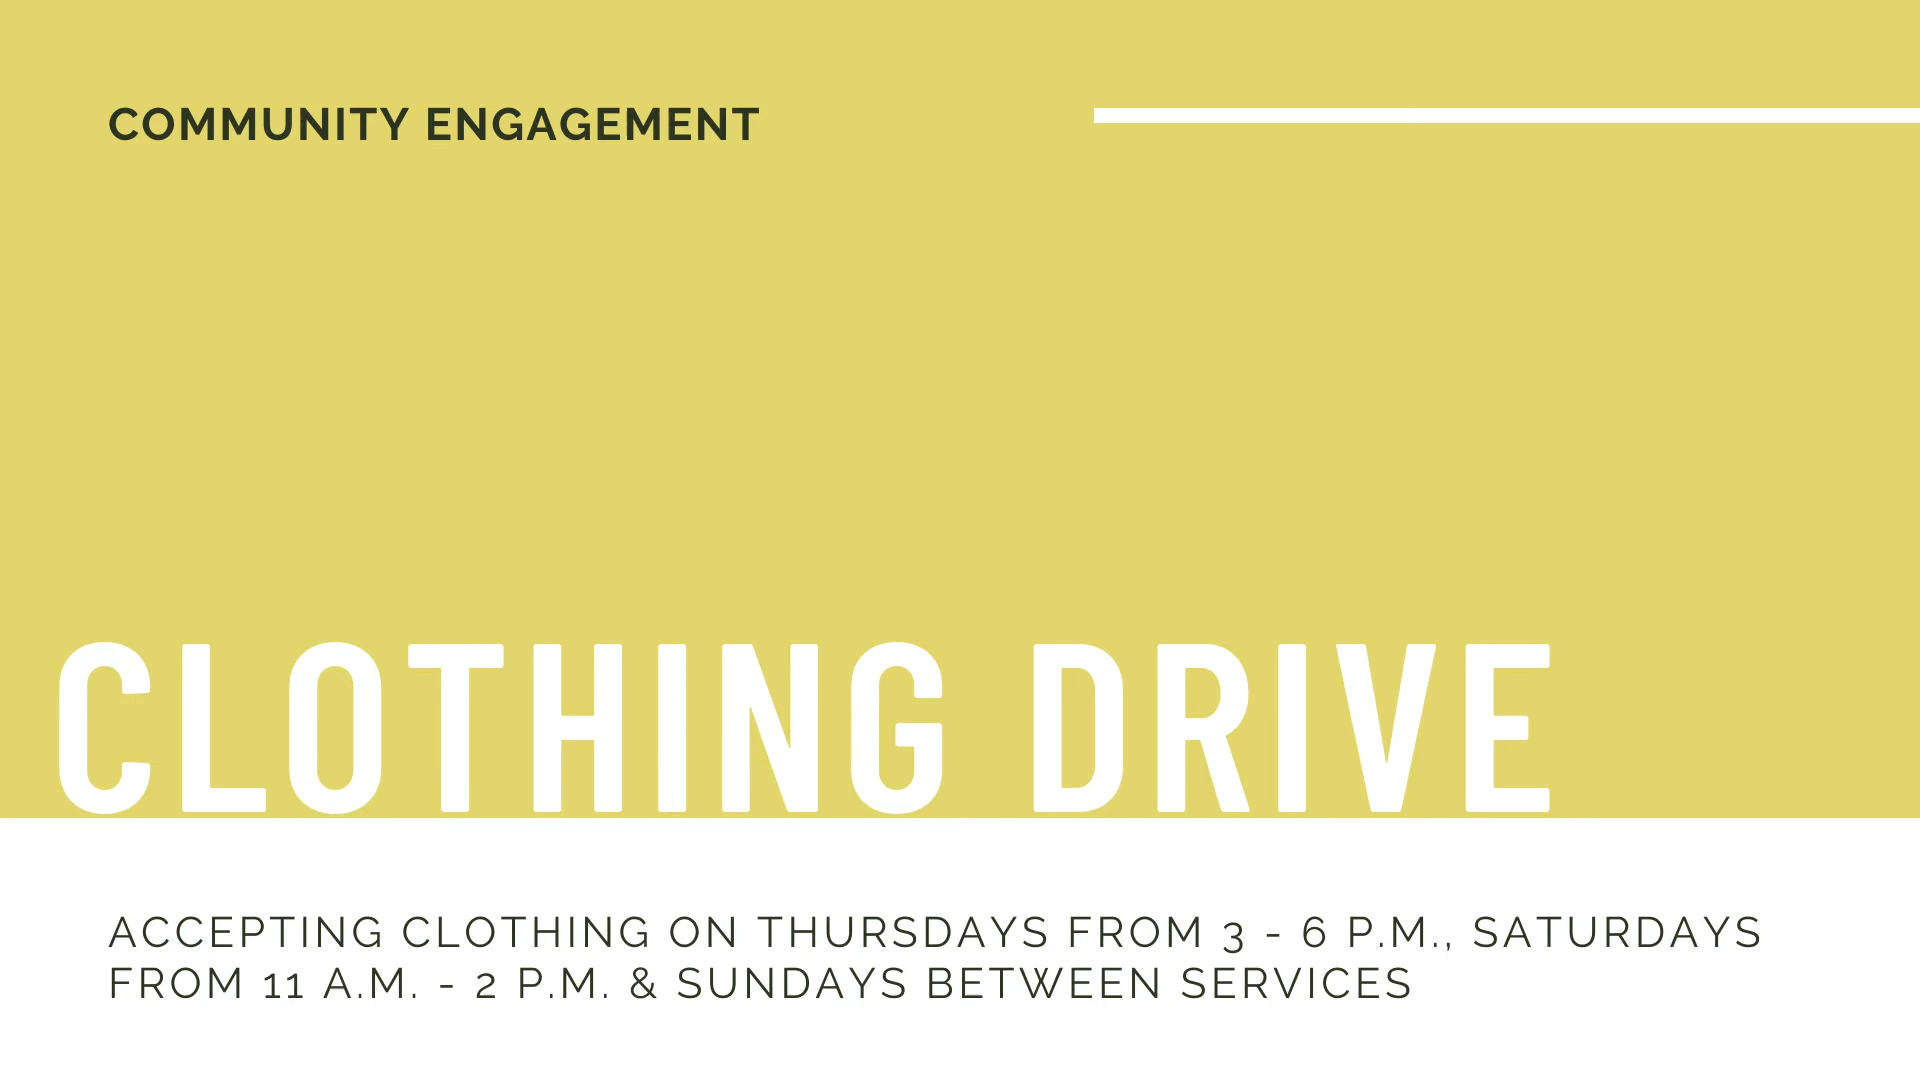 COMMUNITY ENGAGEMENT
CLOTHING DRIVE
ACCEPTING CLOTHING ON THURSDAYS FROM 3 - 6 P.M., SATURDAYS
FROM 11 A.M. - 2 P.M. & SUNDAYS BETWEEN SERVICES